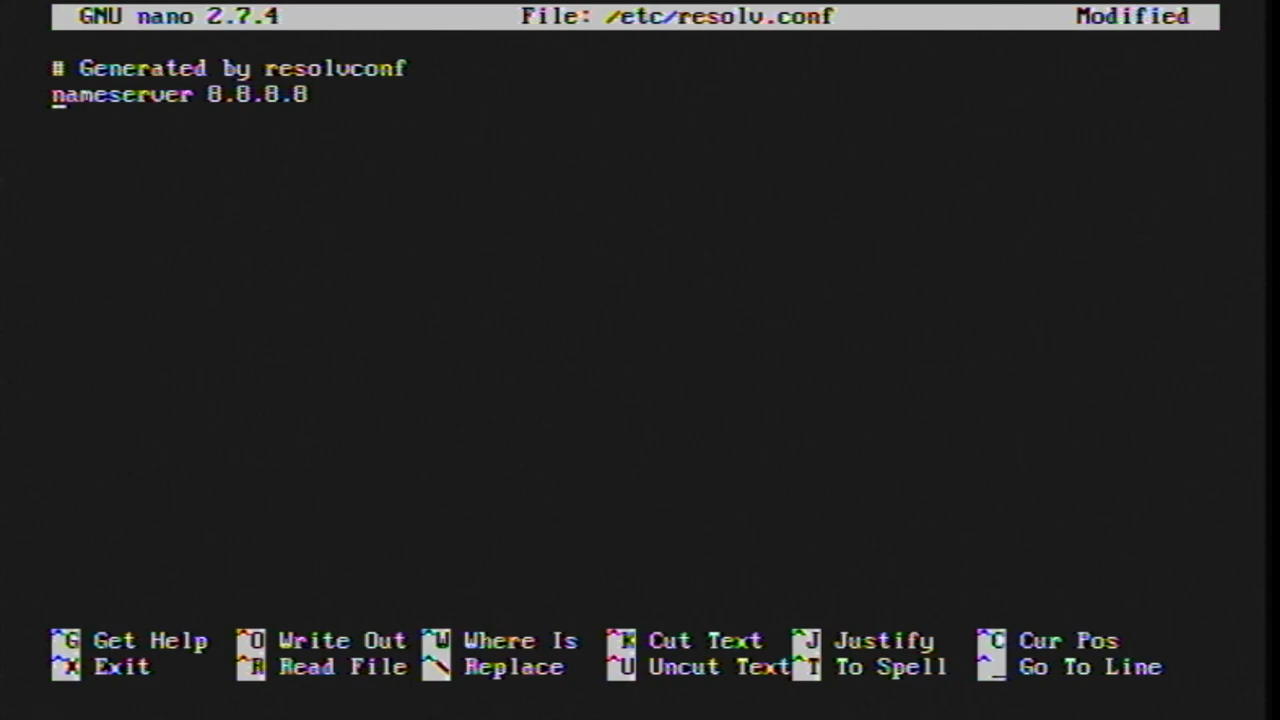 GNU nano 2.7.4 File: /etc/resolv.conf Modified
# Generated by resolvconf
nameserver 8.8.8.8
^G Get Help ^O Write Out ^W Where Is ^K Cut Text ^J Justify ^C Cur Pos
^X Exit ^R Read File ^\ Replace ^U Uncut Text ^T To Spell ^_ Go To Line